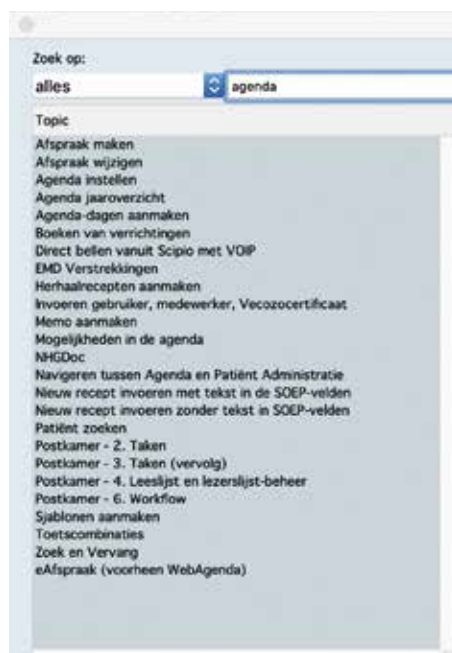 Zoek op:
alles agenda
Topic
Afspraak maken
Afspraak wijzigen
Agenda instellen
Agenda jaaroverzicht
Agenda-dagen aanmaken
Boeken van verrichtingen
Direct bellen vanuit Scipio met VOIP
EMD Verstrekkingen
Herhaalrecepten aanmaken
Invoeren gebruiker, medewerker, Vecozocertificaat
Memo aanmaken
Mogelijkheden in de agenda
NHGDoc
Navigeren tussen Agenda en Patiënt Administratie
Nieuw recept invoeren met tekst in de SOEP-velden
Nieuw recept invoeren zonder tekst in SOEP-velden
Patiënt zoeken
Postkamer - 2. Taken
Postkamer - 3. Taken (vervolg)
Postkamer - 4. Leeslijst en lezerslijst-beheer
Postkamer - 6. Workflow
Sjablonen aanmaken
Toetscombinaties
Zoek en Vervang
eAfspraak (voorheen WebAgenda)